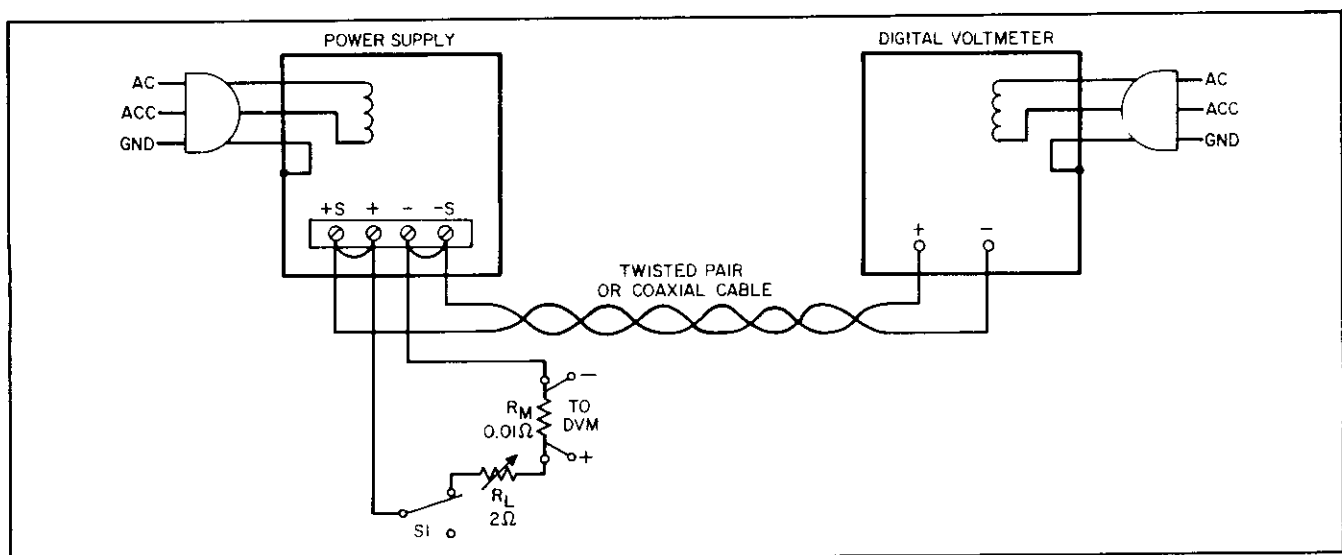 POWER SUPPLY
DIGITAL VOLTMETER
AC
ACC
GND
AC
ACC
GND
+S + - -S
+ -
TWISTED PAIR
OR COAXIAL CABLE
-
RM
0.01Ω
TO
DVM
+
RL
2Ω
S1